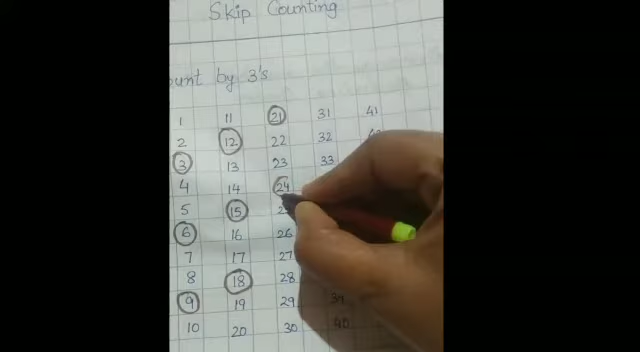 Skip Counting
ount by 3's
1 11 21 31 41
2 12 22 32
3 13 23 33
4 14 24
5 15
6 16 26
7 17 27
8 18 28
9 19 29 39
10 20 30 40